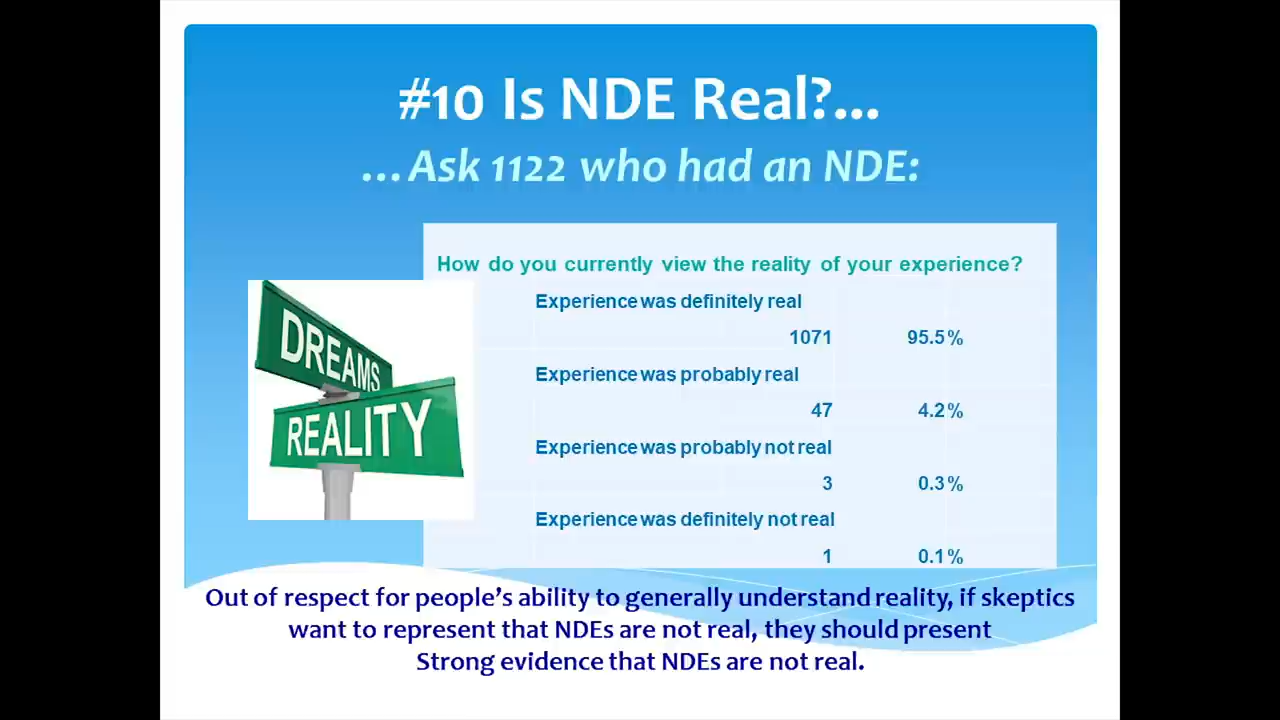 #10 Is NDE Real?...
...Ask 1122 who had an NDE:
How do you currently view the reality of your experience?
Experience was definitely real
1071 95.5%
Experience was probably real
47 4.2%
Experience was probably not real
3 0.3%
Experience was definitely not real
1 0.1%
DREAMS
REALITY
Out of respect for people's ability to generally understand reality, if skeptics
want to represent that NDEs are not real, they should present
Strong evidence that NDEs are not real.